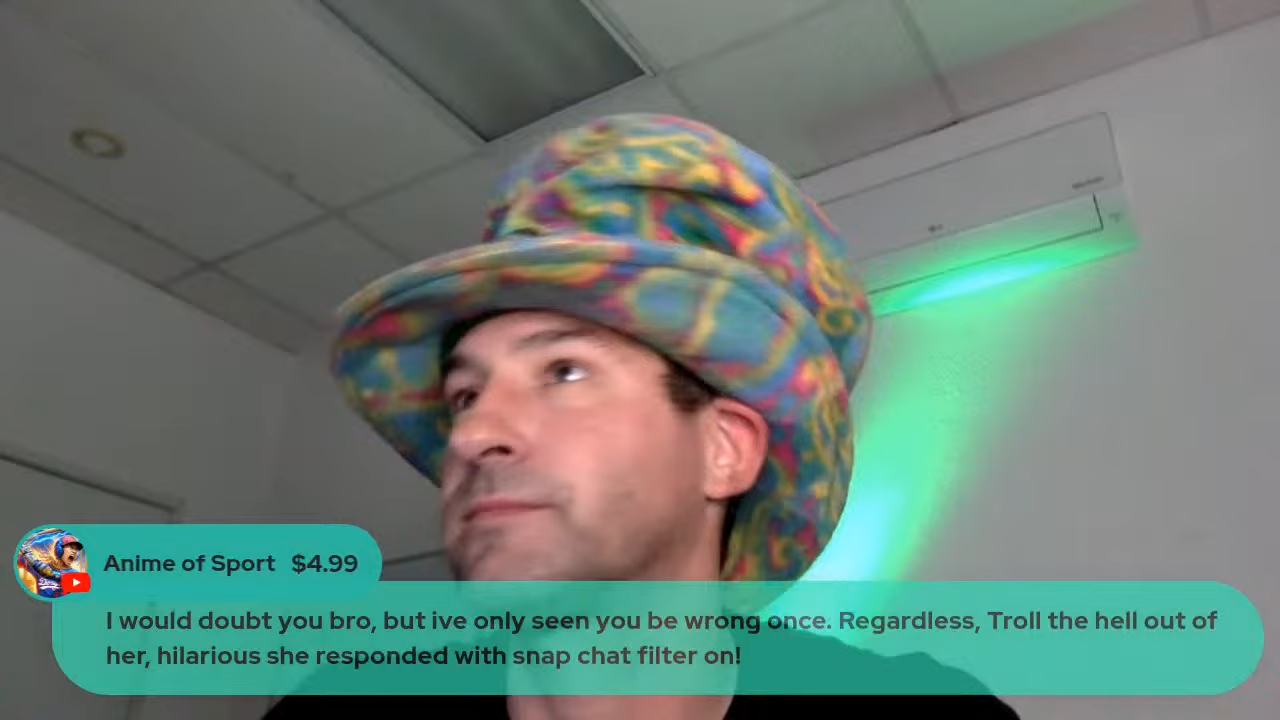 Anime of Sport $4.99
I would doubt you bro, but ive only seen you be wrong once. Regardless, Troll the hell out of
her, hilarious she responded with snap chat filter on!